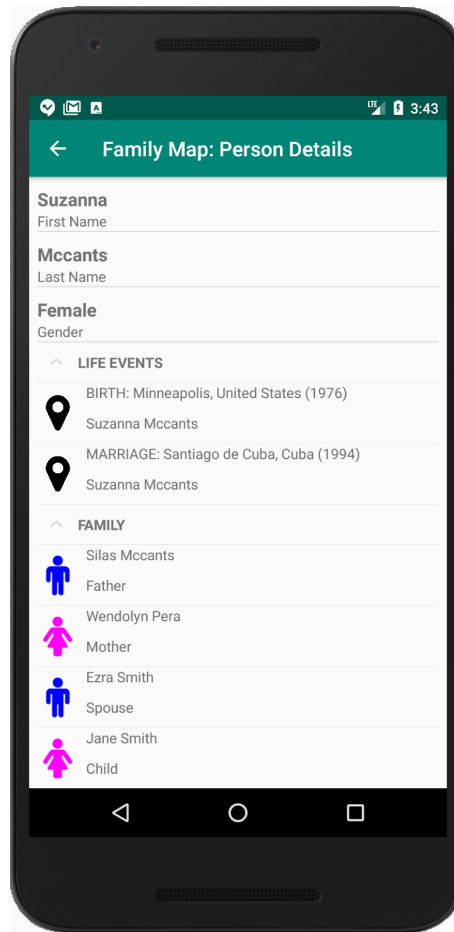 LTE 3:43
Family Map: Person Details
Suzanna
First Name
Mccants
Last Name
Female
Gender
LIFE EVENTS
BIRTH: Minneapolis, United States (1976)
Suzanna Mccants
MARRIAGE: Santiago de Cuba, Cuba (1994)
Suzanna Mccants
FAMILY
Silas Mccants
Father
Wendolyn Pera
Mother
Ezra Smith
Spouse
Jane Smith
Child